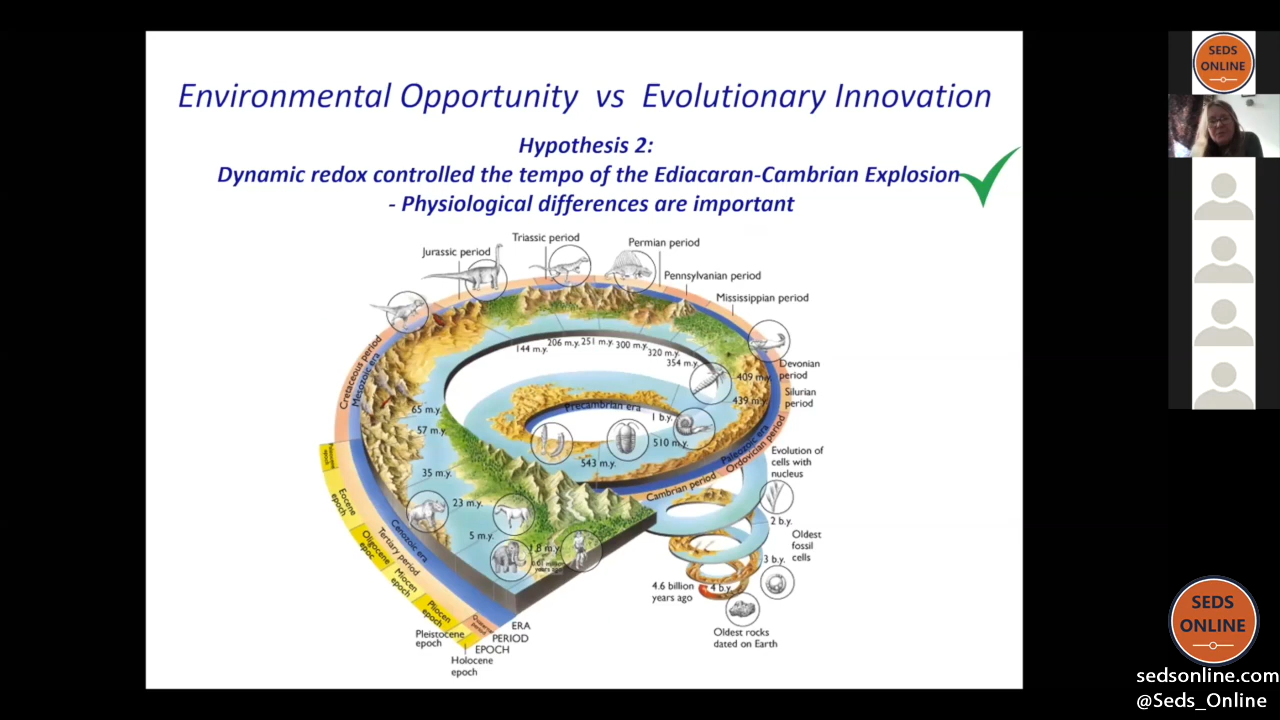 Environmental Opportunity vs Evolutionary Innovation
Hypothesis 2:
Dynamic redox controlled the tempo of the Ediacaran-Cambrian Explosion
- Physiological differences are important
Triassic period
Permian period
Jurassic period
Pennsylvanian period
Mississippian period
Cretaceous period
Mesozoic era
144 m.y.
206 m.y.
251 m.y.
300 m.y.
320 m.y.
354 m.y.
409 m.y.
439 m.y.
Devonian
period
Silurian
period
Precambrian era
1 b.y.
510 m.y.
543 m.y.
Paleozoic era
Ordovician period
Cambrian period
65 m.y.
57 m.y.
35 m.y.
23 m.y.
5 m.y.
1.8 m.y.
Evolution of
cells with
nucleus
2 b.y.
Oldest
fossil
cells
3 b.y.
4 b.y.
4.6 billion
years ago
Oldest rocks
dated on Earth
Eocene
epoch
Oligocene
epoc
Miocen
epoch
Pliocen
epoch
Pleistocene
epoch
Holocene
epoch
Cenozoic era
Tertiary period
ERA
PERIOD
EPOCH
SEDS
ONLINE
SEDS
ONLINE
sedsonline.com
@Seds_Online